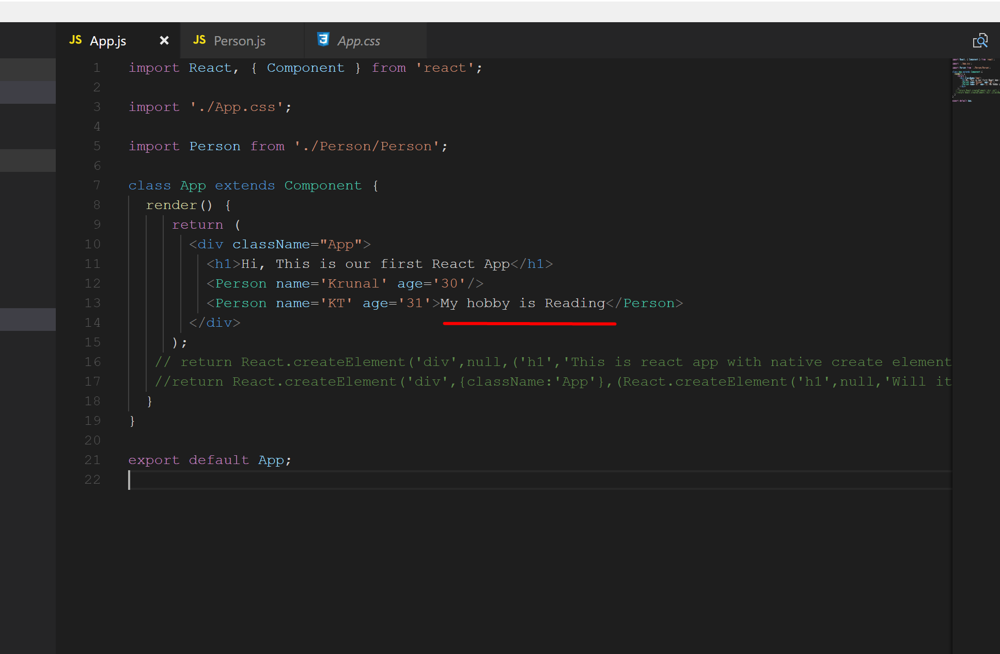 JS App.js × JS Person.js 3 App.css
1 import React, { Component } from 'react';
2
3 import './App.css';
4
5 import Person from './Person/Person';
6
7 class App extends Component {
8 render() {
9 return (
10 <div className="App">
11 <h1>Hi, This is our first React App</h1>
12 <Person name='Krunal' age='30'/>
13 <Person name='KT' age='31'>My hobby is Reading</Person>
14 </div>
15 );
16 // return React.createElement('div',null,('h1','This is react app with native create element
17 //return React.createElement('div',{className:'App'},(React.createElement('h1',null,'Will it
18 }
19 }
20
21 export default App;
22